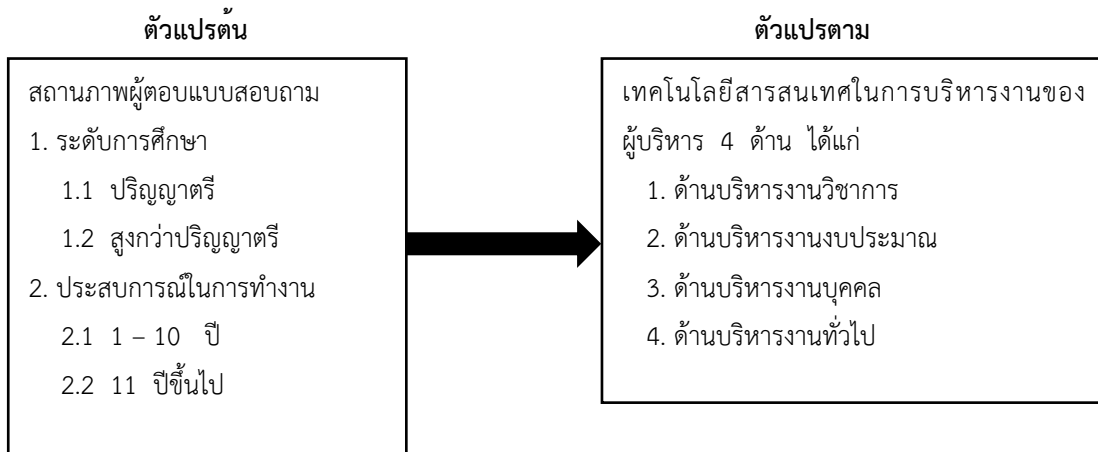 ตัวแปรต้น
สถานภาพผู้ตอบแบบสอบถาม
1. ระดับการศึกษา
1.1 ปริญญาตรี
1.2 สูงกว่าปริญญาตรี
2. ประสบการณ์ในการทำงาน
2.1 1 – 10 ปี
2.2 11 ปีขึ้นไป
ตัวแปรตาม
เทคโนโลยีสารสนเทศในการบริหารงานของ
ผู้บริหาร 4 ด้าน ได้แก่
1. ด้านบริหารงานวิชาการ
2. ด้านบริหารงานงบประมาณ
3. ด้านบริหารงานบุคคล
4. ด้านบริหารงานทั่วไป